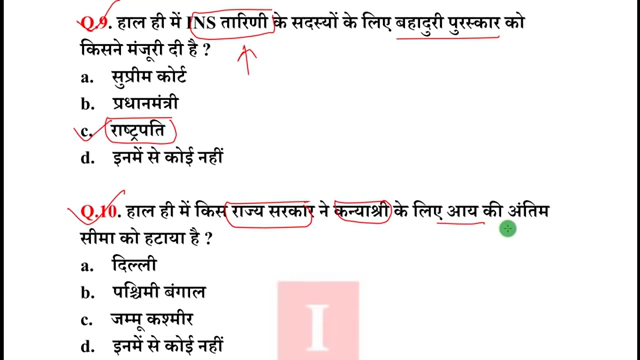 Q.9. हाल ही में INS तारिणी के सदस्यों के लिए बहादुरी पुरस्कार को
किसने मंजूरी दी है ?
a. सुप्रीम कोर्ट
b. प्रधानमंत्री
c. राष्ट्रपति
d. इनमें से कोई नहीं
Q.10. हाल ही में किस राज्य सरकार ने कन्याश्री के लिए आय की अंतिम
सीमा को हटाया है ?
a. दिल्ली
b. पश्चिमी बंगाल
c. जम्मू कश्मीर
d. इनमें से कोई नहीं
I